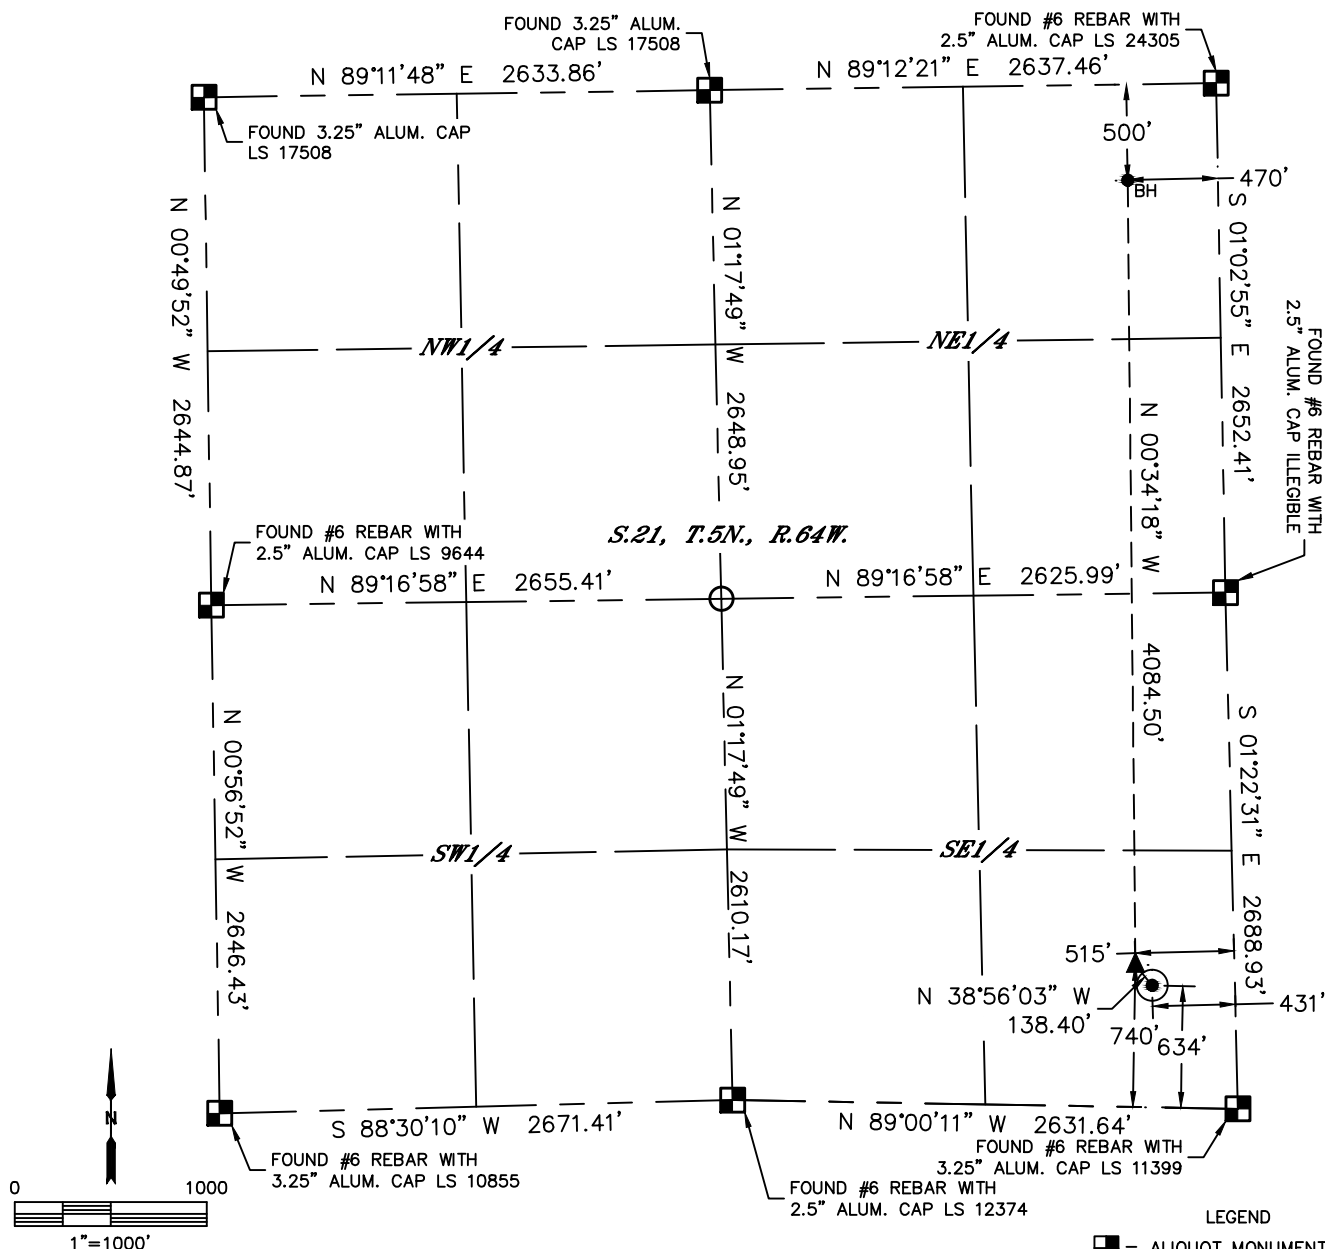 FOUND 3.25" ALUM.
CAP LS 17508
FOUND #6 REBAR WITH
2.5" ALUM. CAP LS 24305
N 89°11'48" E 2633.86'
N 89°12'21" E 2637.46'
FOUND 3.25" ALUM. CAP
LS 17508
500'
470'
BH
N 00°49'52" W 2644.87'
N 01°17'49" W 2648.95'
S 01°02'55" E 2652.41'
FOUND #6 REBAR WITH
2.5" ALUM. CAP ILLEGIBLE
NW1/4
NE1/4
N 00°34'18" W 4084.50'
FOUND #6 REBAR WITH
2.5" ALUM. CAP LS 9644
S.21, T.5N., R.64W.
N 89°16'58" E 2655.41'
N 89°16'58" E 2625.99'
N 00°56'52" W 2646.43'
N 01°17'49" W 2610.17'
S 01°22'31" E 2688.93'
SW1/4
SE1/4
515'
N 38°56'03" W
138.40'
431'
740'
634'
N
S 88°30'10" W 2671.41'
N 89°00'11" W 2631.64'
FOUND #6 REBAR WITH
3.25" ALUM. CAP LS 10855
FOUND #6 REBAR WITH
3.25" ALUM. CAP LS 11399
FOUND #6 REBAR WITH
2.5" ALUM. CAP LS 12374
0 1000
1"=1000'
LEGEND
= ALIQUOT MONUMENT